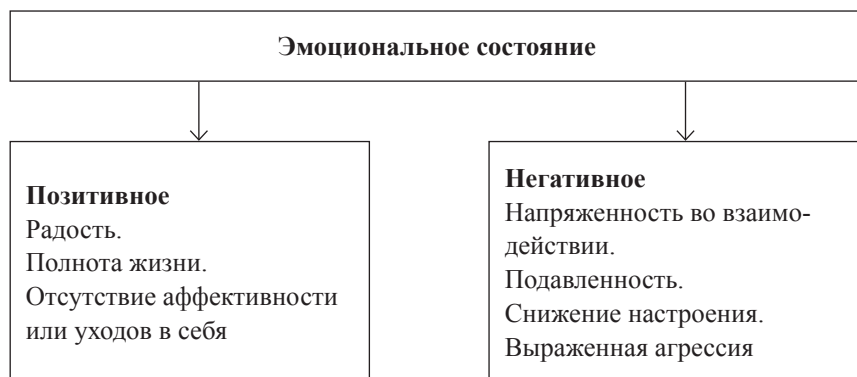 Эмоциональное состояние
Позитивное
Радость.
Полнота жизни.
Отсутствие аффективности
или уходов в себя
Негативное
Напряженность во взаимо-
действии.
Подавленность.
Снижение настроения.
Выраженная агрессия